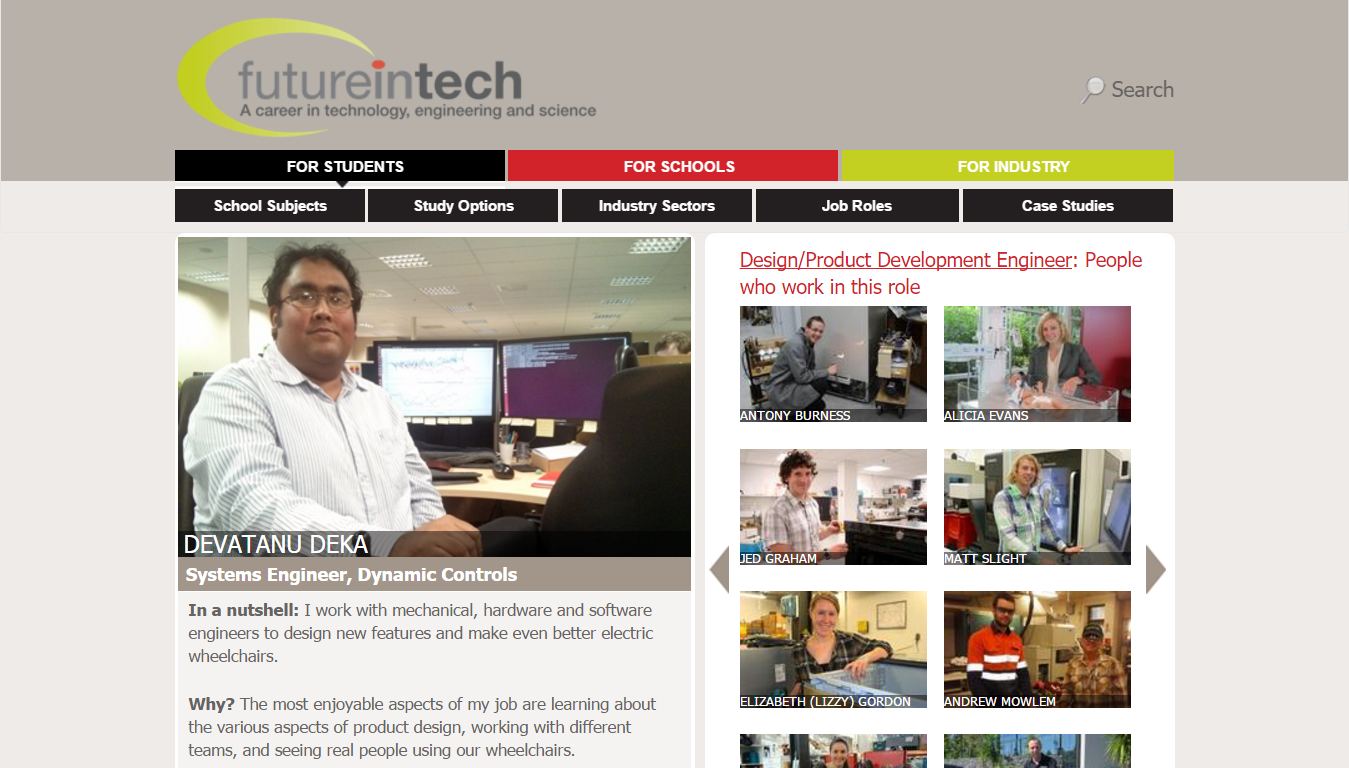 futureintech
A career in technology, engineering and science
Search
FOR STUDENTS
FOR SCHOOLS
FOR INDUSTRY
School Subjects
Study Options
Industry Sectors
Job Roles
Case Studies
DEVATANU DEKA
Systems Engineer, Dynamic Controls
In a nutshell: I work with mechanical, hardware and software
engineers to design new features and make even better electric
wheelchairs.
Why? The most enjoyable aspects of my job are learning about
the various aspects of product design, working with different
teams, and seeing real people using our wheelchairs.
Design/Product Development Engineer: People
who work in this role
ANTONY BURNESS
ALICIA EVANS
JED GRAHAM
MATT SLIGHT
ELIZABETH (LIZZY) GORDON
ANDREW MOWLEM